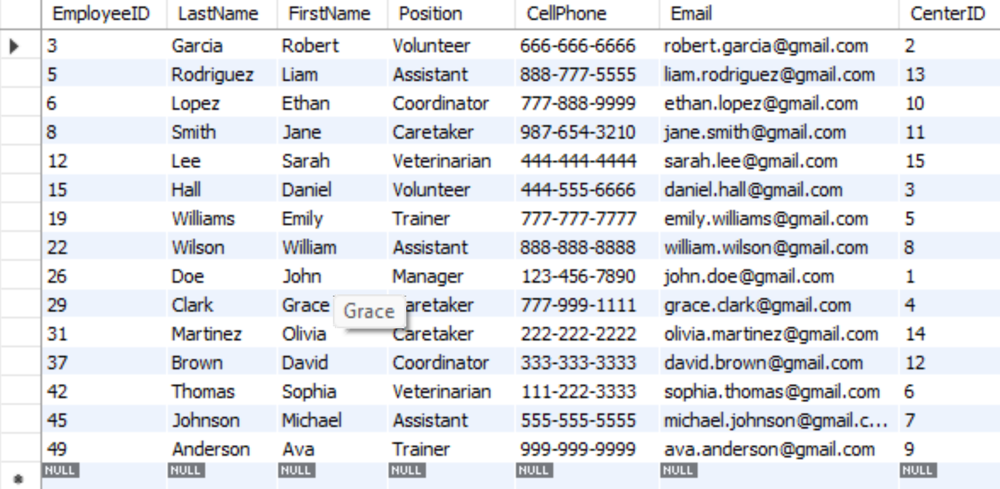 EmployeeID LastName FirstName Position CellPhone Email CenterID
3 Garcia Robert Volunteer 666-666-6666 robert.garcia@gmail.com 2
5 Rodriguez Liam Assistant 888-777-5555 liam.rodriguez@gmail.com 13
6 Lopez Ethan Coordinator 777-888-9999 ethan.lopez@gmail.com 10
8 Smith Jane Caretaker 987-654-3210 jane.smith@gmail.com 11
12 Lee Sarah Veterinarian 444-444-4444 sarah.lee@gmail.com 15
15 Hall Daniel Volunteer 444-555-6666 daniel.hall@gmail.com 3
19 Williams Emily Trainer 777-777-7777 emily.williams@gmail.com 5
22 Wilson William Assistant 888-888-8888 william.wilson@gmail.com 8
26 Doe John Manager 123-456-7890 john.doe@gmail.com 1
29 Clark Grace aretaker 777-999-1111 grace.clark@gmail.com 4
Grace
31 Martinez Olivia Caretaker 222-222-2222 olivia.martinez@gmail.com 14
37 Brown David Coordinator 333-333-3333 david.brown@gmail.com 12
42 Thomas Sophia Veterinarian 111-222-3333 sophia.thomas@gmail.com 6
45 Johnson Michael Assistant 555-555-5555 michael.johnson@gmail.c... 7
49 Anderson Ava Trainer 999-999-9999 ava.anderson@gmail.com 9
NULL NULL NULL NULL NULL NULL NULL